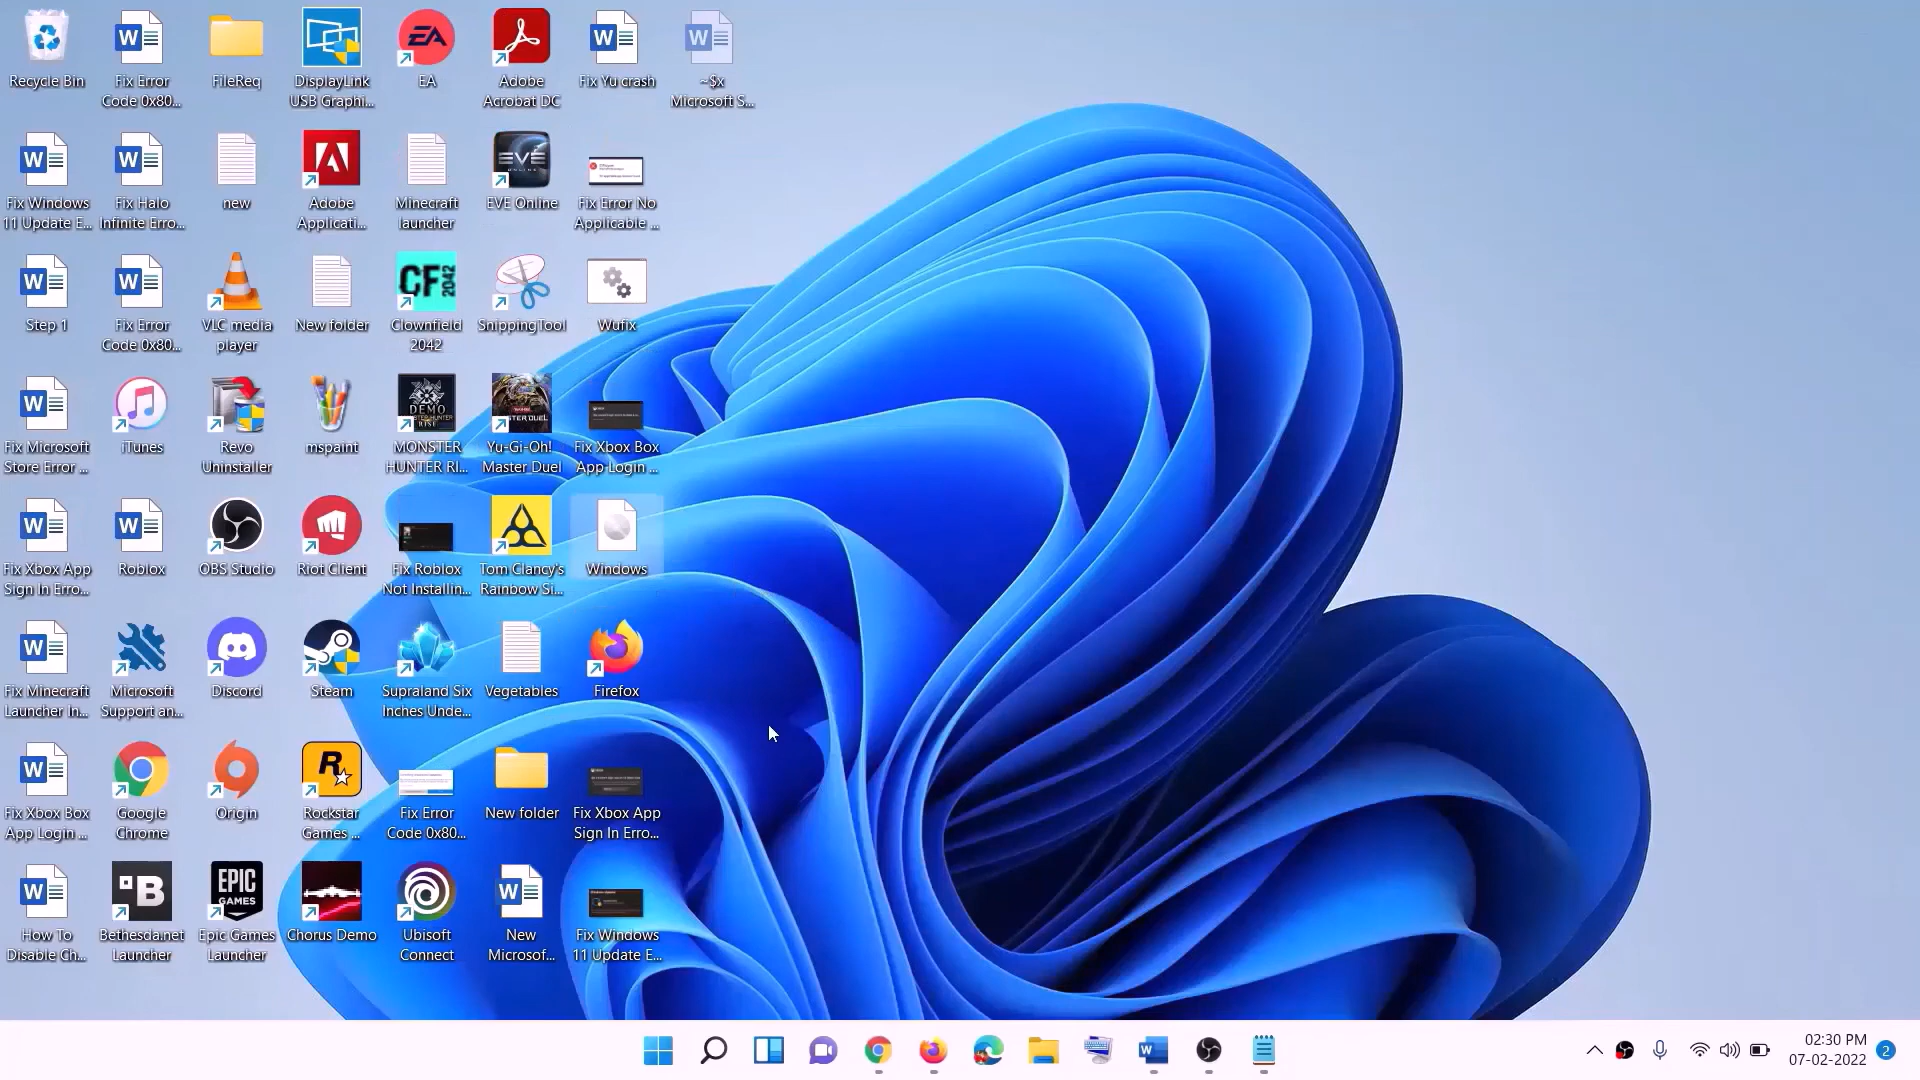 Recycle Bin
Fix Error
Code 0x80...
FileReq
DisplayLink
USB Graphi...
EA
Adobe
Acrobat DC
Fix Yu crash
~$x
Microsoft S...
Fix Windows
11 Update E...
Fix Halo
Infinite Erro...
new
Adobe
Applicati...
Minecraft
launcher
EVE Online
Fix Error No
Applicable ...
Step 1
Fix Error
Code 0x80...
VLC media
player
New folder
CF
2042
Clownfield
2042
SnippingTool
Wufix
Fix Microsoft
Store Error ...
iTunes
Revo
Uninstaller
mspaint
DEMO
MONSTER
HUNTER RI...
Yu-Gi-Oh!
Master Duel
Fix Xbox Box
App Login ...
Fix Xbox App
Sign In Erro...
Roblox
OBS Studio
Riot Client
Fix Roblox
Not Installin...
Tom Clancy's
Rainbow Si...
Windows
Fix Minecraft
Launcher In...
Microsoft
Support an...
Discord
Steam
Supraland Six
Inches Unde...
Vegetables
Firefox
Fix Xbox Box
App Login ...
Google
Chrome
Origin
Rockstar
Games ...
Fix Error
Code 0x80...
New folder
Fix Xbox App
Sign In Erro...
How To
Disable Ch...
B
Bethesda.net
Launcher
EPIC
GAMES
Epic Games
Launcher
Chorus Demo
Ubisoft
Connect
New
Microsof...
Fix Windows
11 Update E...
02:30 PM
07-02-2022
2